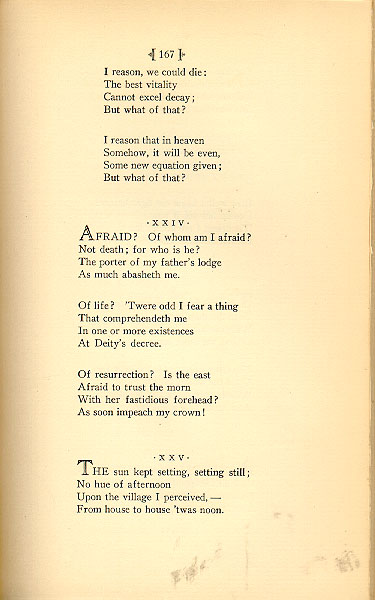 [ 167 ]
I reason, we could die:
The best vitality
Cannot excel decay;
But what of that?
I reason that in heaven
Somehow, it will be even,
Some new equation given;
But what of that?
·XXIV·
AFRAID? Of whom am I afraid?
Not death; for who is he?
The porter of my father's lodge
As much abasheth me.
Of life? 'Twere odd I fear a thing
That comprehendeth me
In one or more existences
At Deity's decree.
Of resurrection? Is the east
Afraid to trust the morn
With her fastidious forehead?
As soon impeach my crown!
·XXV·
THE sun kept setting, setting still;
No hue of afternoon
Upon the village I perceived, —
From house to house 'twas noon.